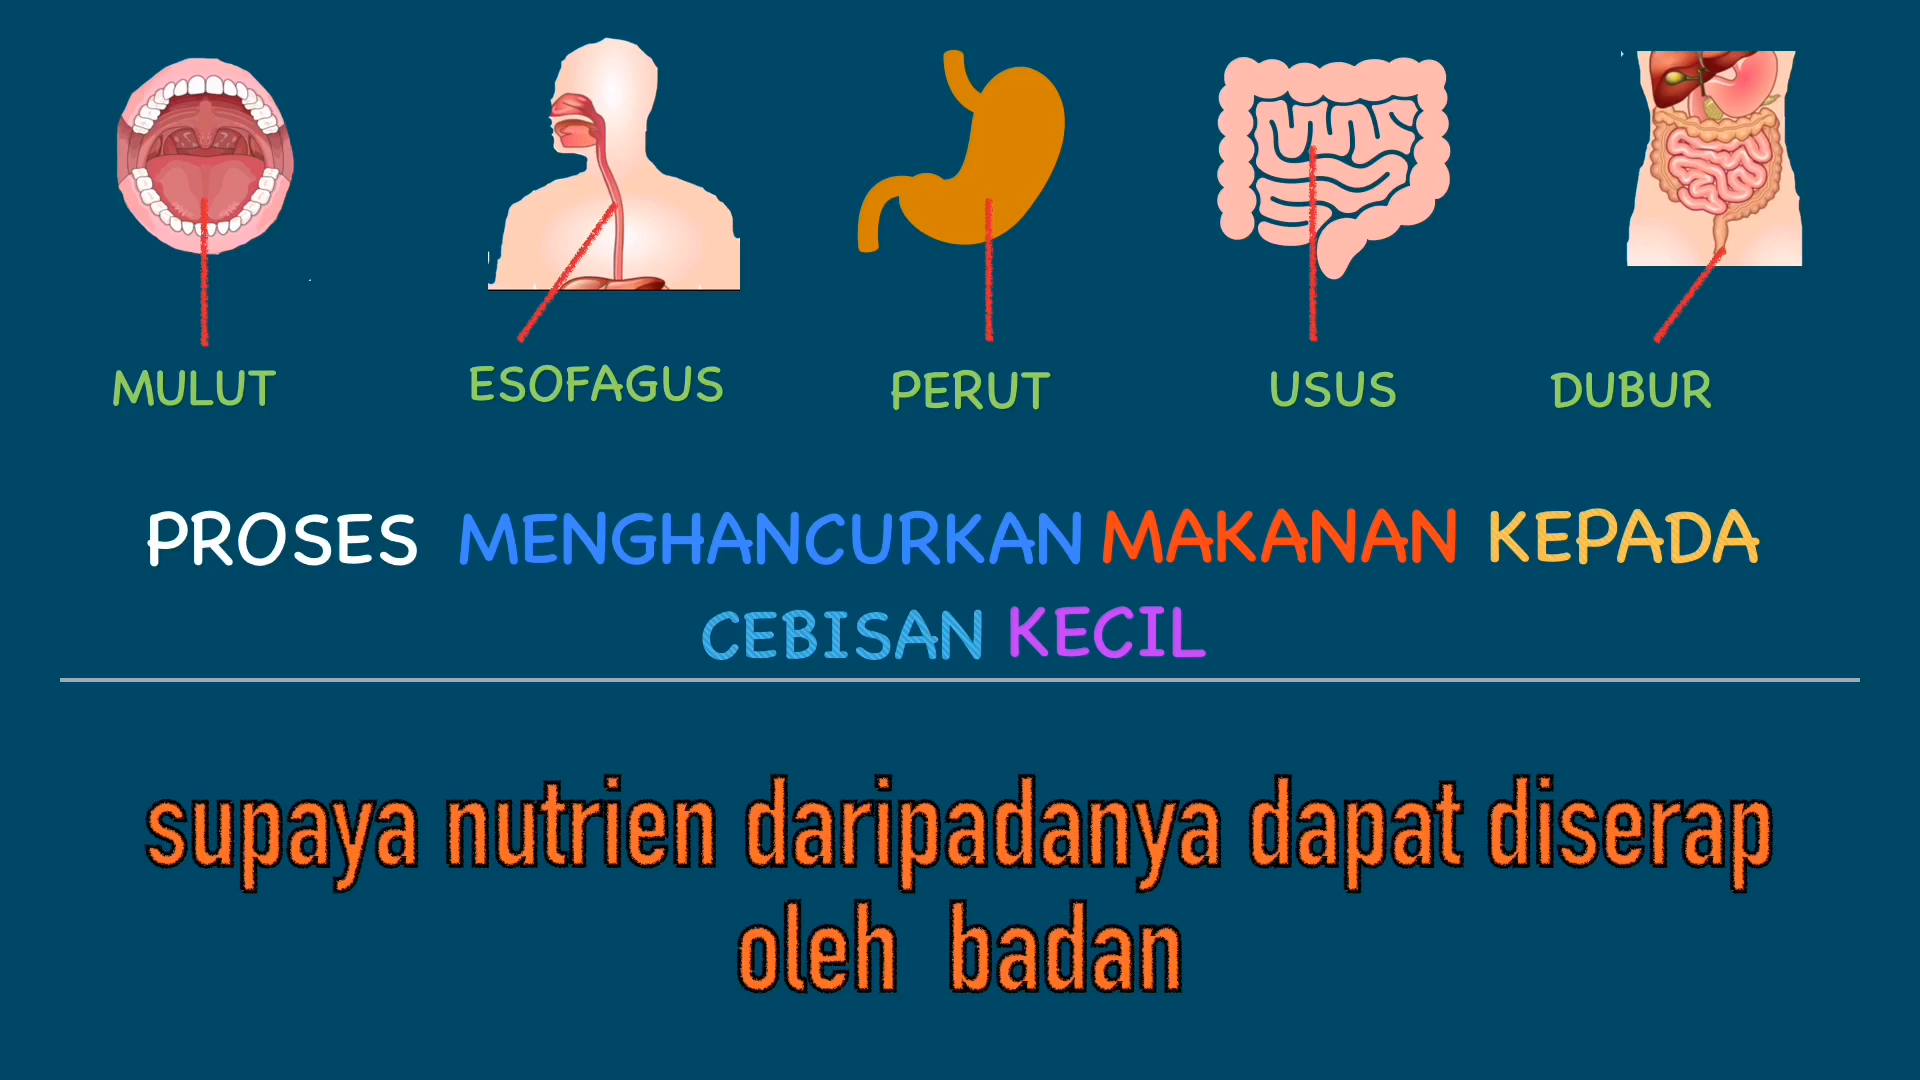 MULUT
ESOFAGUS
PERUT
USUS
DUBUR
PROSES MENGHANCURKAN MAKANAN KEPADA
CEBISAN KECIL
supaya nutrien daripadanya dapat diserap
oleh badan